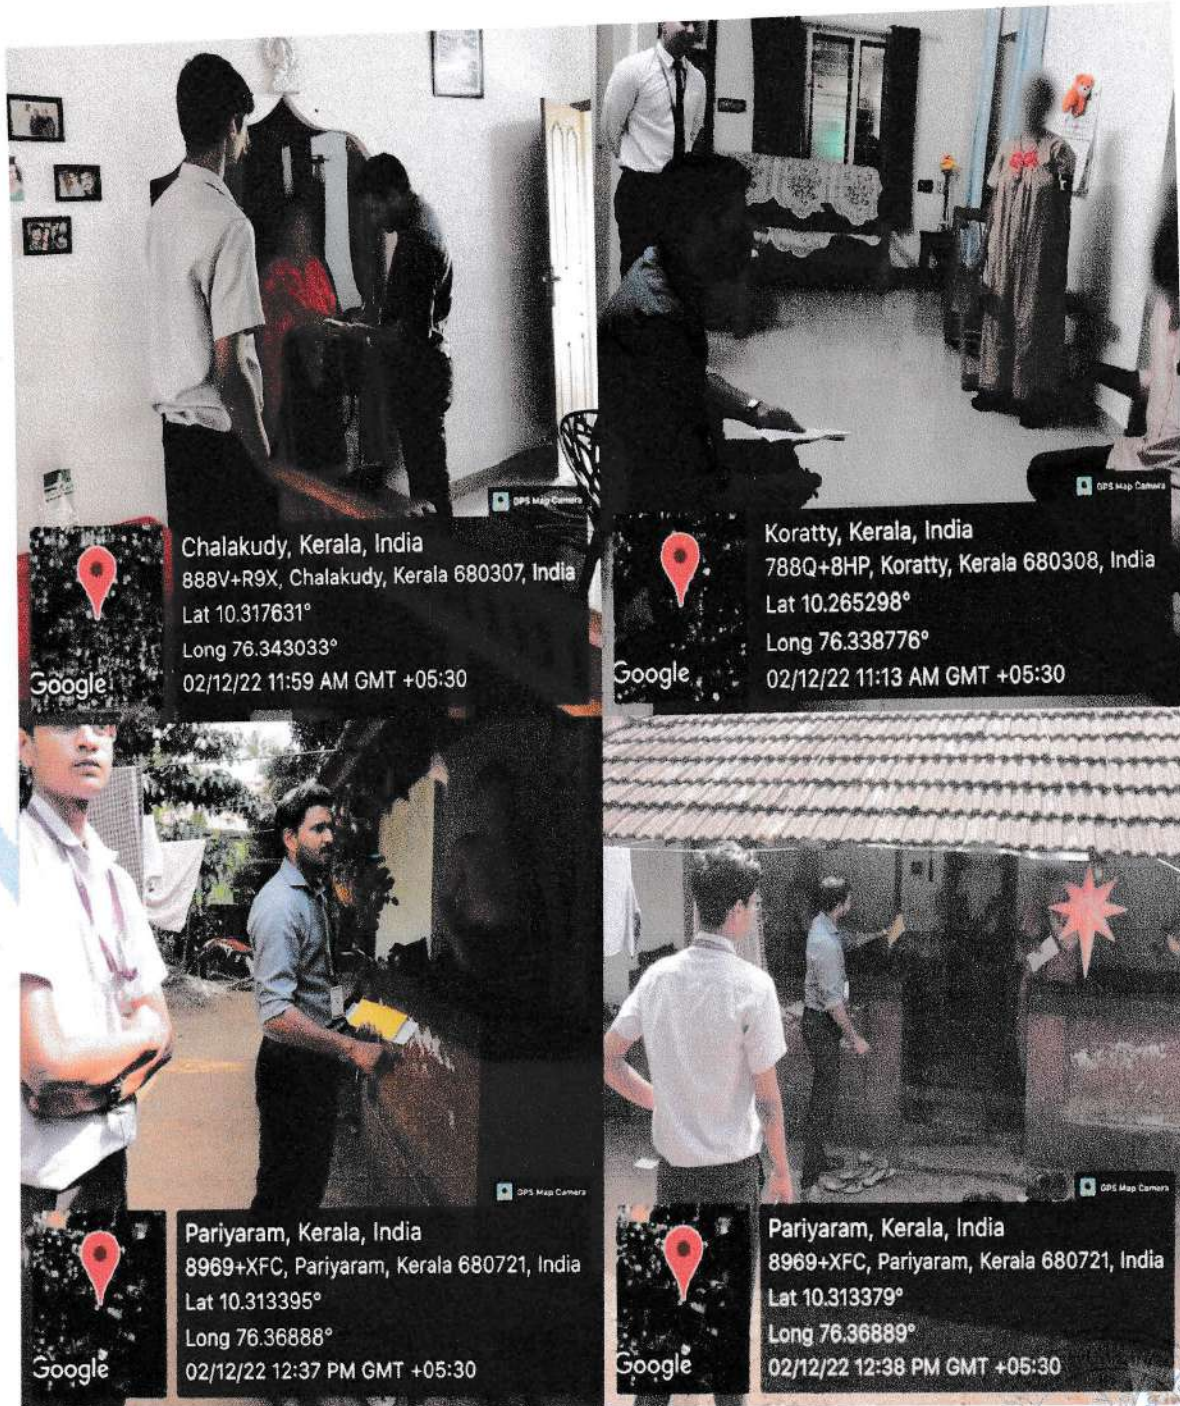 GPS Map Camera
Chalakudy, Kerala, India
888V+R9X, Chalakudy, Kerala 680307, India
Lat 10.317631°
Long 76.343033°
02/12/22 11:59 AM GMT +05:30
Google
GPS Map Camera
Koratty, Kerala, India
788Q+8HP, Koratty, Kerala 680308, India
Lat 10.265298°
Long 76.338776°
02/12/22 11:13 AM GMT +05:30
Google
GPS Map Camera
Pariyaram, Kerala, India
8969+XFC, Pariyaram, Kerala 680721, India
Lat 10.313395°
Long 76.36888°
02/12/22 12:37 PM GMT +05:30
Google
GPS Map Camera
Pariyaram, Kerala, India
8969+XFC, Pariyaram, Kerala 680721, India
Lat 10.313379°
Long 76.36889°
02/12/22 12:38 PM GMT +05:30
Google